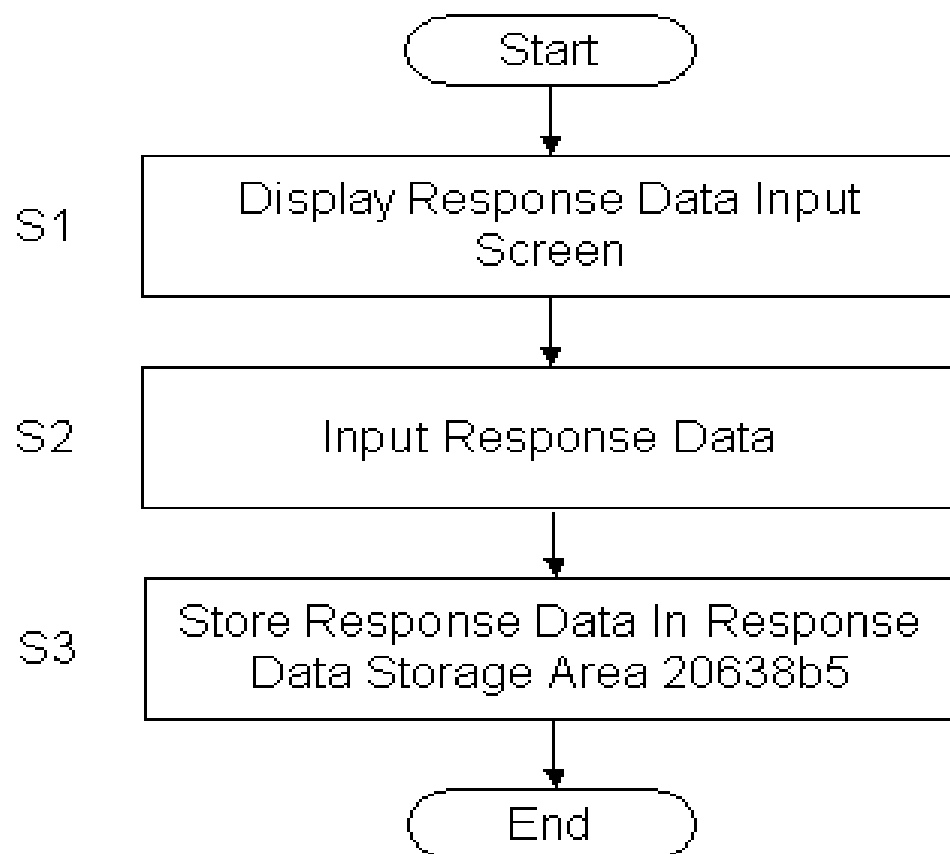 Start
S1
Display Response Data Input
Screen
S2
Input Response Data
S3
Store Response Data In Response
Data Storage Area 20638b5
End